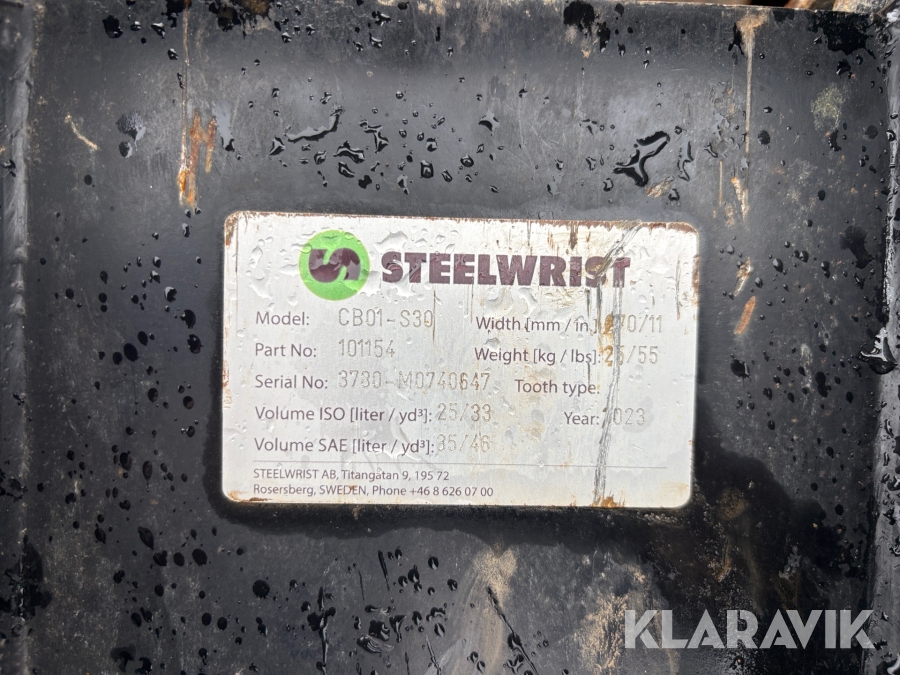 STEELWRIST
Model: CB01-S30 Width [mm / in.] 270/11
Part No: 101154 Weight [kg / lbs]: 25/55
Serial No: 3730-M0740647 Tooth type:
Volume ISO [liter / yd³]: 25/33 Year: 2023
Volume SAE [liter / yd³]: 35/46
STEELWRIST AB, Titangatan 9, 195 72
Rosersberg, SWEDEN, Phone +46 8 626 07 00
KLARAVIK